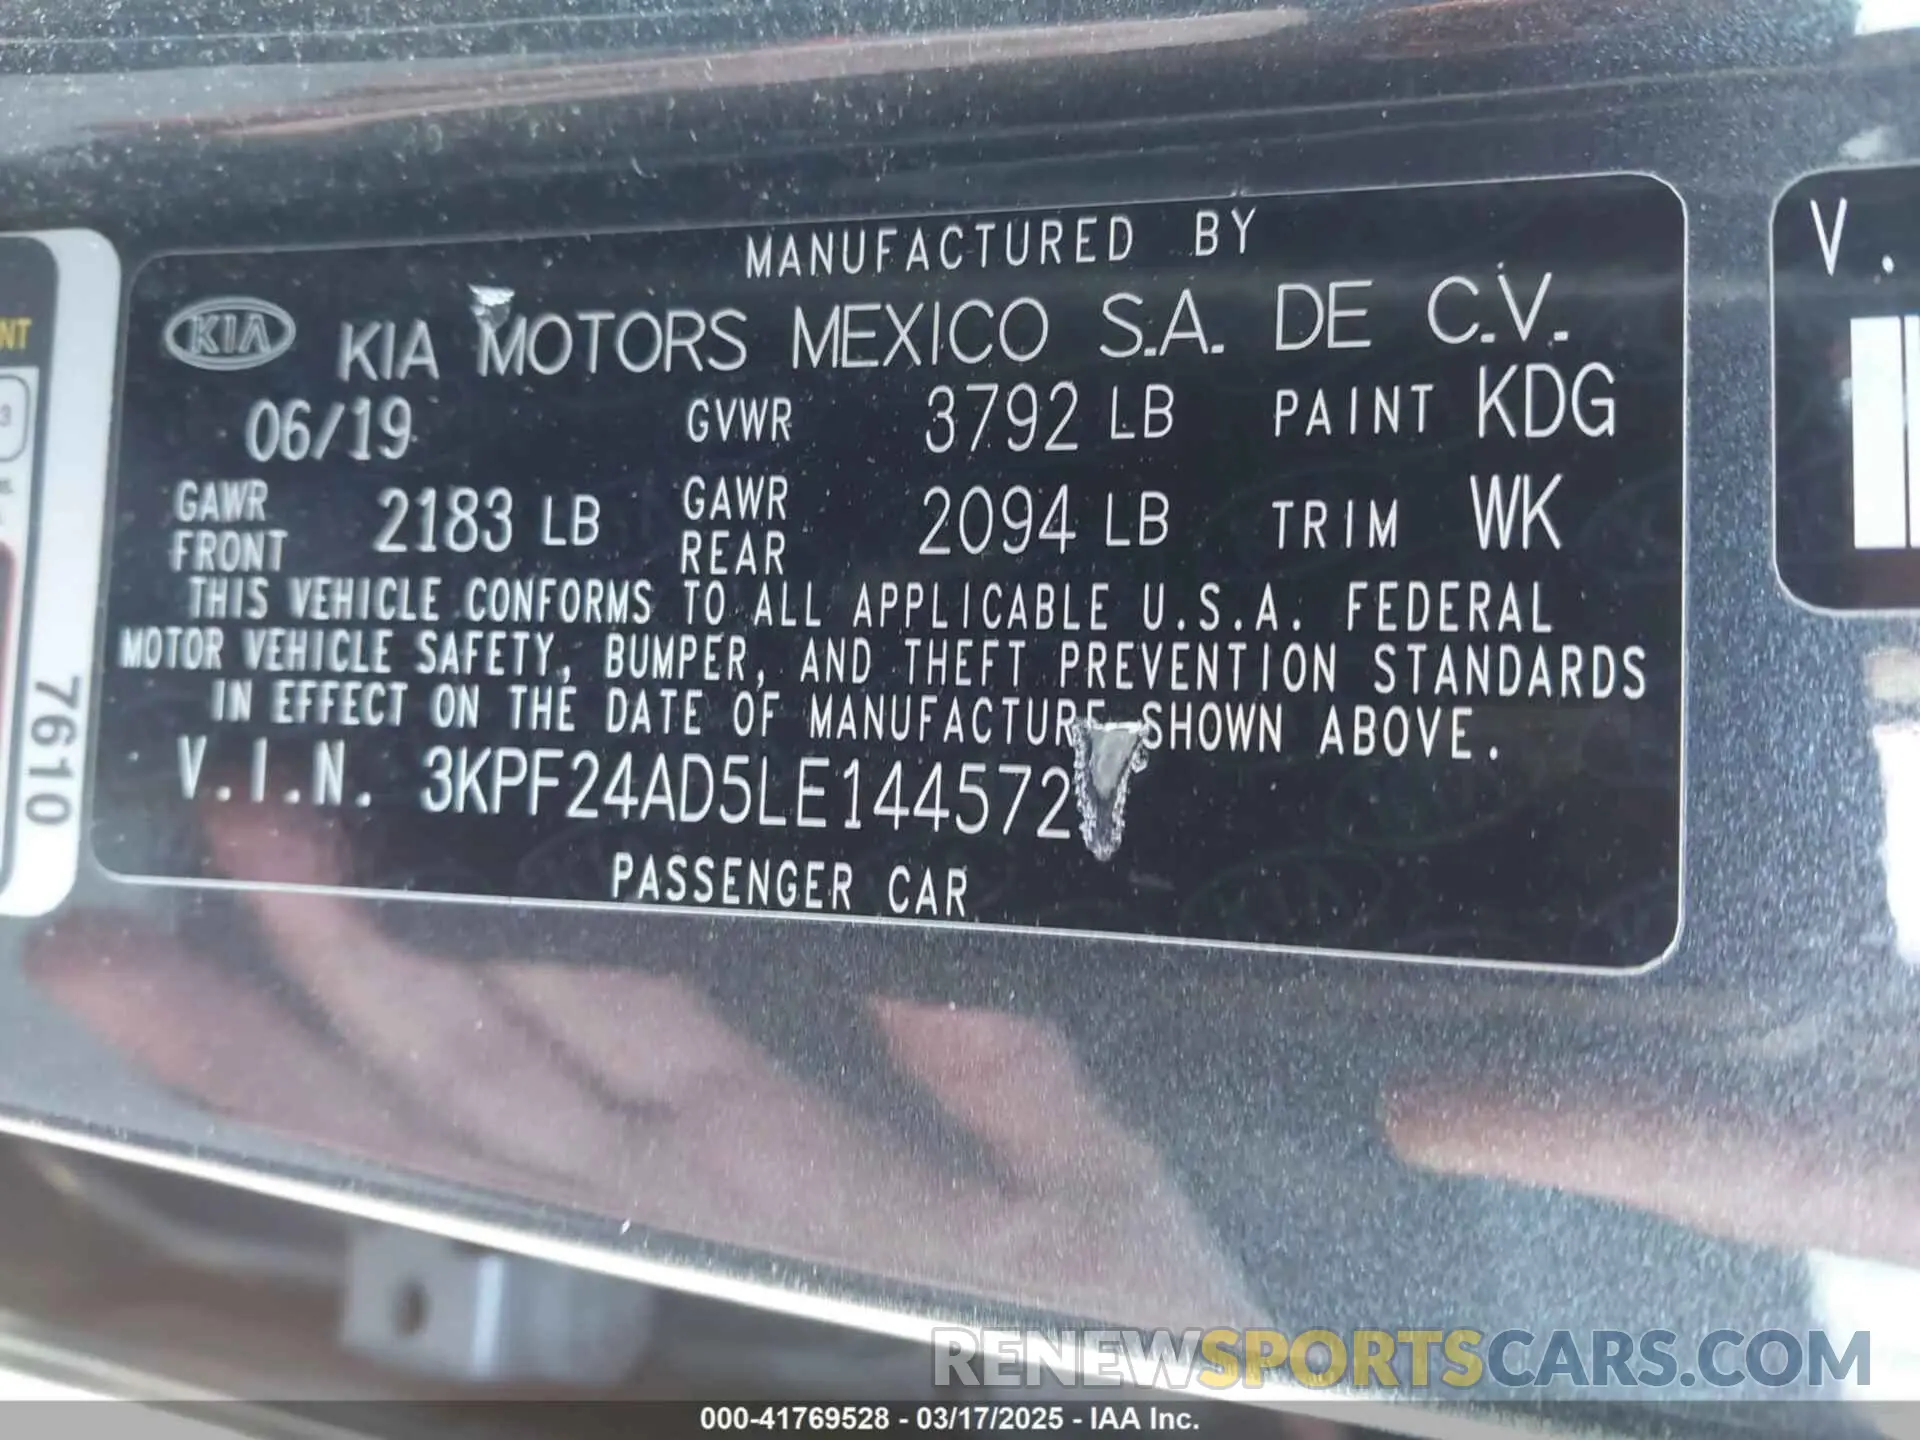 MANUFACTURED BY
KIA KIA MOTORS MEXICO S.A. DE C.V.
06/19 GVWR 3792 LB PAINT KDG
GAWR FRONT 2183 LB GAWR REAR 2094 LB TRIM WK
THIS VEHICLE CONFORMS TO ALL APPLICABLE U.S.A. FEDERAL
MOTOR VEHICLE SAFETY, BUMPER, AND THEFT PREVENTION STANDARDS
IN EFFECT ON THE DATE OF MANUFACTURE SHOWN ABOVE.
V.I.N. 3KPF24AD5LE144572
PASSENGER CAR
NT
3
7610
V.
RENEWSPORTSCARS.COM
000-41769528 - 03/17/2025 - IAA Inc.